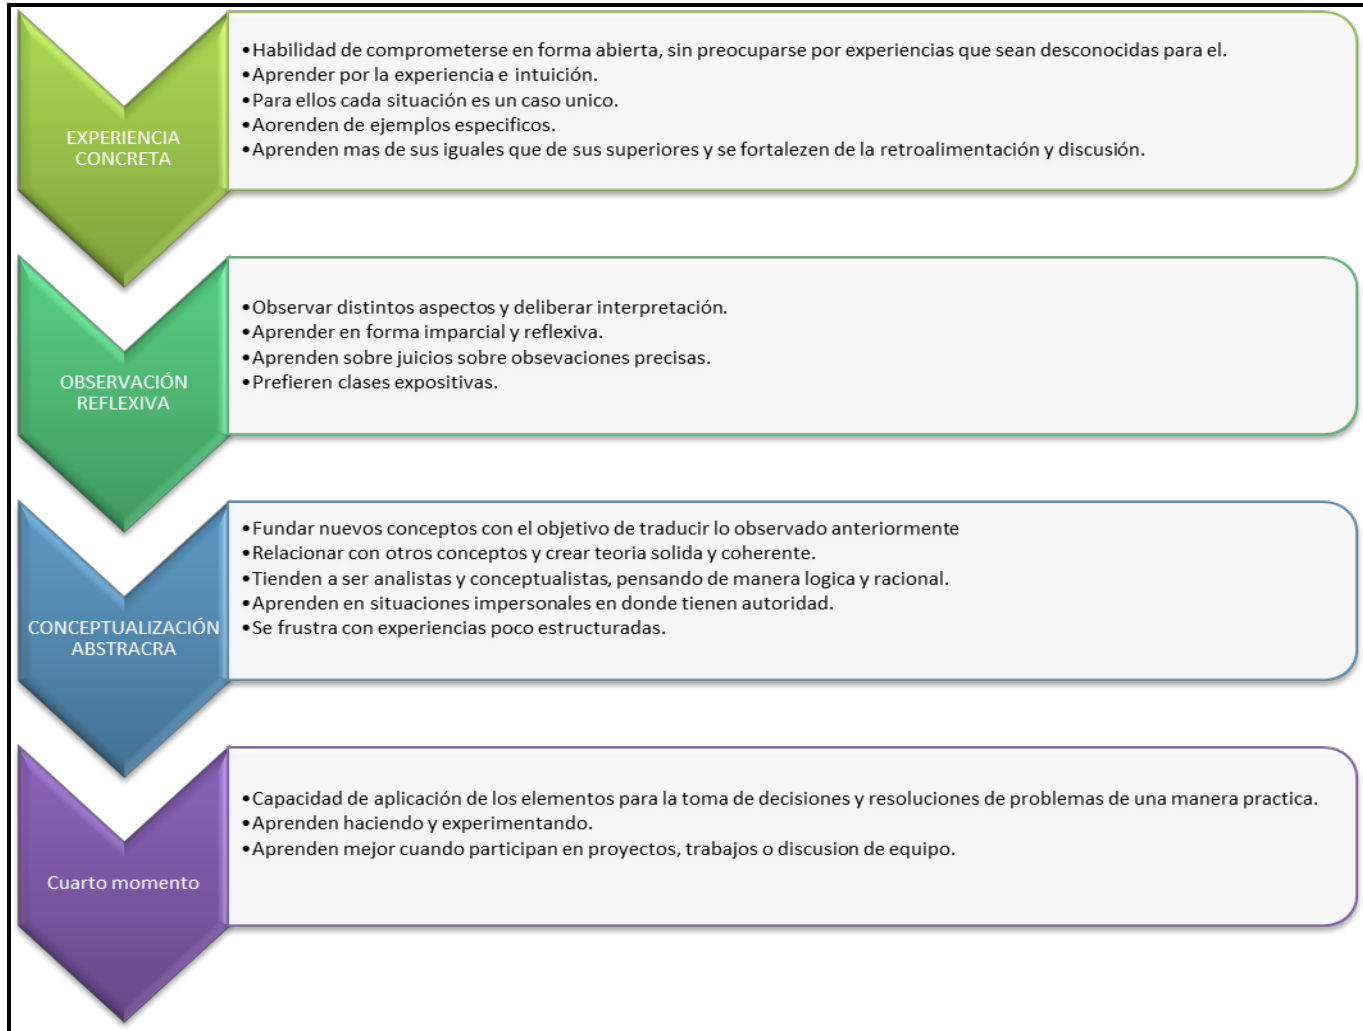 EXPERIENCIA
CONCRETA
•Habilidad de comprometerse en forma abierta, sin preocuparse por experiencias que sean desconocidas para el.
•Aprender por la experiencia e intuición.
•Para ellos cada situación es un caso unico.
•Aorenden de ejemplos especificos.
•Aprenden mas de sus iguales que de sus superiores y se fortalezen de la retroalimentación y discusión.
OBSERVACIÓN
REFLEXIVA
•Observar distintos aspectos y deliberar interpretación.
•Aprender en forma imparcial y reflexiva.
•Aprenden sobre juicios sobre obsevaciones precisas.
•Prefieren clases expositivas.
CONCEPTUALIZACIÓN
ABSTRACRA
•Fundar nuevos conceptos con el objetivo de traducir lo observado anteriormente
•Relacionar con otros conceptos y crear teoria solida y coherente.
•Tienden a ser analistas y conceptualistas, pensando de manera logica y racional.
•Aprenden en situaciones impersonales en donde tienen autoridad.
•Se frustra con experiencias poco estructuradas.
Cuarto momento
•Capacidad de aplicación de los elementos para la toma de decisiones y resoluciones de problemas de una manera practica.
•Aprenden haciendo y experimentando.
•Aprenden mejor cuando participan en proyectos, trabajos o discusion de equipo.